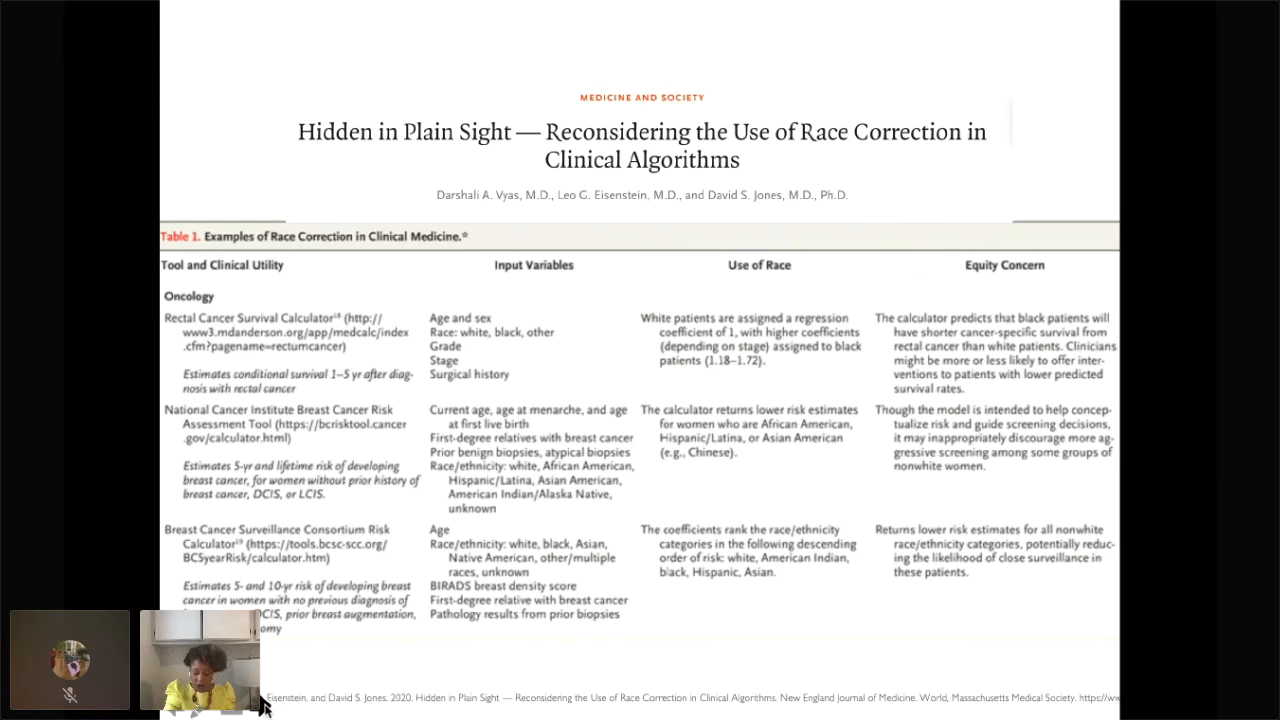 MEDICINE AND SOCIETY
Hidden in Plain Sight — Reconsidering the Use of Race Correction in
Clinical Algorithms
Darshali A. Vyas, M.D., Leo G. Eisenstein, M.D., and David S. Jones, M.D., Ph.D.
Table 1. Examples of Race Correction in Clinical Medicine.*
Tool and Clinical Utility
Input Variables
Use of Race
Equity Concern
Oncology
Rectal Cancer Survival Calculator¹⁸ (http://
www3.mdanderson.org/app/medcalc/index
.cfm?pagename=rectumcancer)
Estimates conditional survival 1–5 yr after diag-
nosis with rectal cancer
Age and sex
Race: white, black, other
Grade
Stage
Surgical history
White patients are assigned a regression
coefficient of 1, with higher coefficients
(depending on stage) assigned to black
patients (1.18–1.72).
The calculator predicts that black patients will
have shorter cancer-specific survival from
rectal cancer than white patients. Clinicians
might be more or less likely to offer inter-
ventions to patients with lower predicted
survival rates.
National Cancer Institute Breast Cancer Risk
Assessment Tool (https://bcrisktool.cancer
.gov/calculator.html)
Estimates 5-yr and lifetime risk of developing
breast cancer, for women without prior history of
breast cancer, DCIS, or LCIS.
Current age, age at menarche, and age
at first live birth
First-degree relatives with breast cancer
Prior benign biopsies, atypical biopsies
Race/ethnicity: white, African American,
Hispanic/Latina, Asian American,
American Indian/Alaska Native,
unknown
The calculator returns lower risk estimates
for women who are African American,
Hispanic/Latina, or Asian American
(e.g., Chinese).
Though the model is intended to help concep-
tualize risk and guide screening decisions,
it may inappropriately discourage more ag-
gressive screening among some groups of
nonwhite women.
Breast Cancer Surveillance Consortium Risk
Calculator¹⁹ (https://tools.bcsc-scc.org/
BC5yearRisk/calculator.htm)
Estimates 5- and 10-yr risk of developing breast
cancer in women with no previous diagnosis of
DCIS, prior breast augmentation,
omy
Age
Race/ethnicity: white, black, Asian,
Native American, other/multiple
races, unknown
BIRADS breast density score
First-degree relative with breast cancer
Pathology results from prior biopsies
The coefficients rank the race/ethnicity
categories in the following descending
order of risk: white, American Indian,
black, Hispanic, Asian.
Returns lower risk estimates for all nonwhite
race/ethnicity categories, potentially reduc-
ing the likelihood of close surveillance in
these patients.
Eisenstein, and David S. Jones. 2020. Hidden in Plain Sight — Reconsidering the Use of Race Correction in Clinical Algorithms. New England Journal of Medicine. World, Massachusetts Medical Society. https://ww